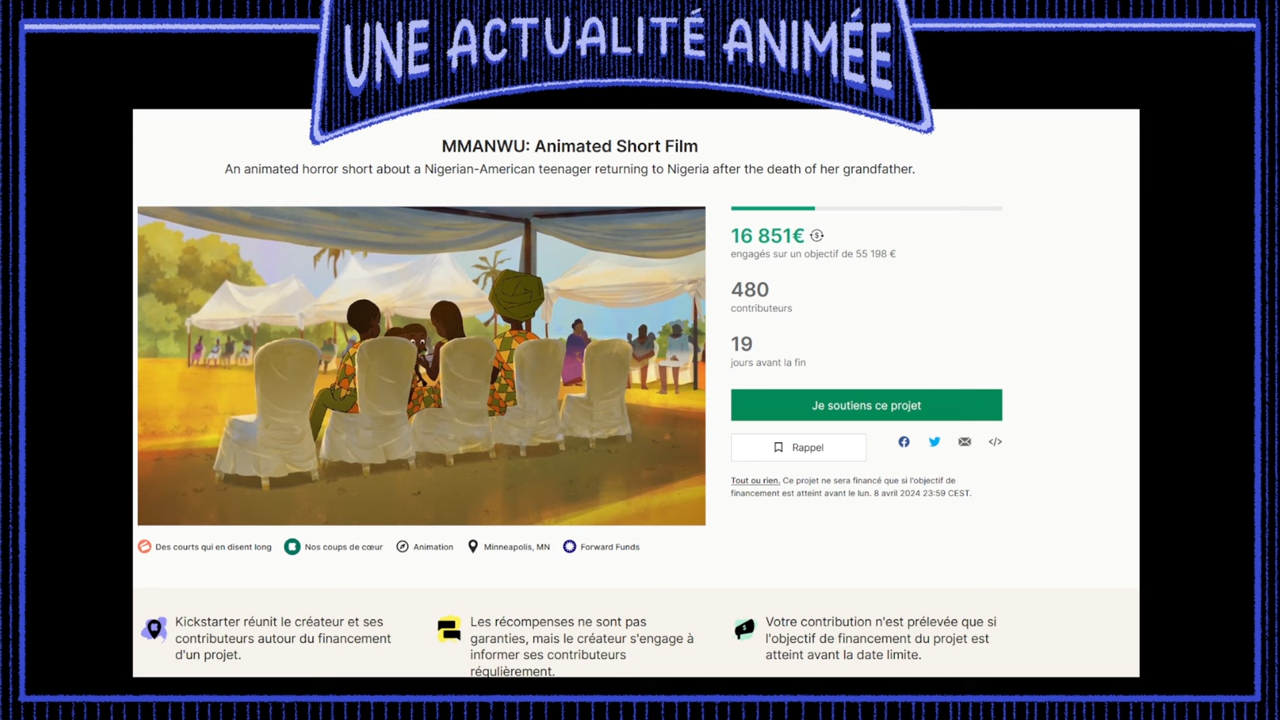 UNE ACTUALITÉ ANIMÉE
MMANWU: Animated Short Film
An animated horror short about a Nigerian-American teenager returning to Nigeria after the death of her grandfather.
16 851€
engagés sur un objectif de 55 198 €
480
contributeurs
19
jours avant la fin
Je soutiens ce projet
Rappel
Tout ou rien. Ce projet ne sera financé que si l'objectif de
financement est atteint avant le lun. 8 avril 2024 23:59 CEST.
Des courts qui en disent long
Nos coups de cœur
Animation
Minneapolis, MN
Forward Funds
Kickstarter réunit le créateur et ses
contributeurs autour du financement
d'un projet.
Les récompenses ne sont pas
garanties, mais le créateur s'engage à
informer ses contributeurs
régulièrement.
Votre contribution n'est prélevée que si
l'objectif de financement du projet est
atteint avant la date limite.